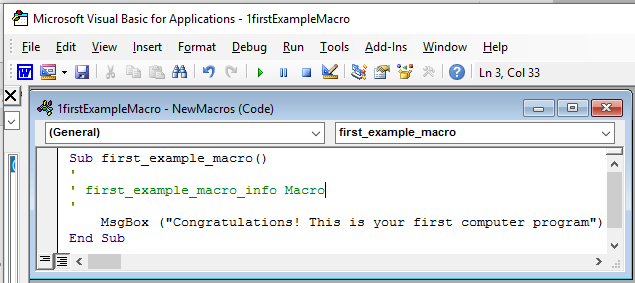 Microsoft Visual Basic for Applications - 1firstExampleMacro
File Edit View Insert Format Debug Run Tools Add-Ins Window Help
W Ln 3, Col 33
1firstExampleMacro - NewMacros (Code)
(General) first_example_macro
Sub first_example_macro()
'
' first_example_macro_info Macro
'
MsgBox ("Congratulations! This is your first computer program")
End Sub